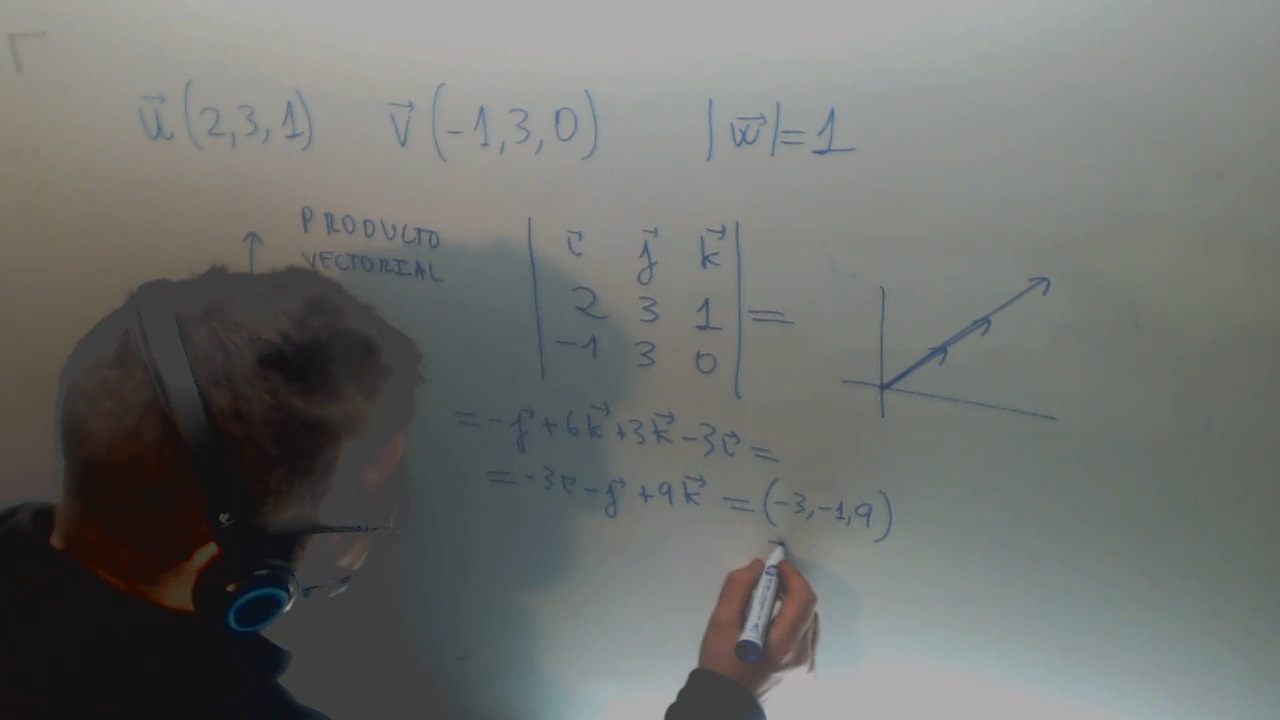 u⃗ (2,3,1) v⃗ (-1,3,0) |w⃗|=1
PRODUCTO
VECTORIAL
| i⃗ j⃗ k⃗ |
| 2 3 1 | =
| -1 3 0 |
= -j⃗ + 6k⃗ + 3k⃗ - 3i⃗ =
= -3i⃗ - j⃗ + 9k⃗ = (-3,-1,9)